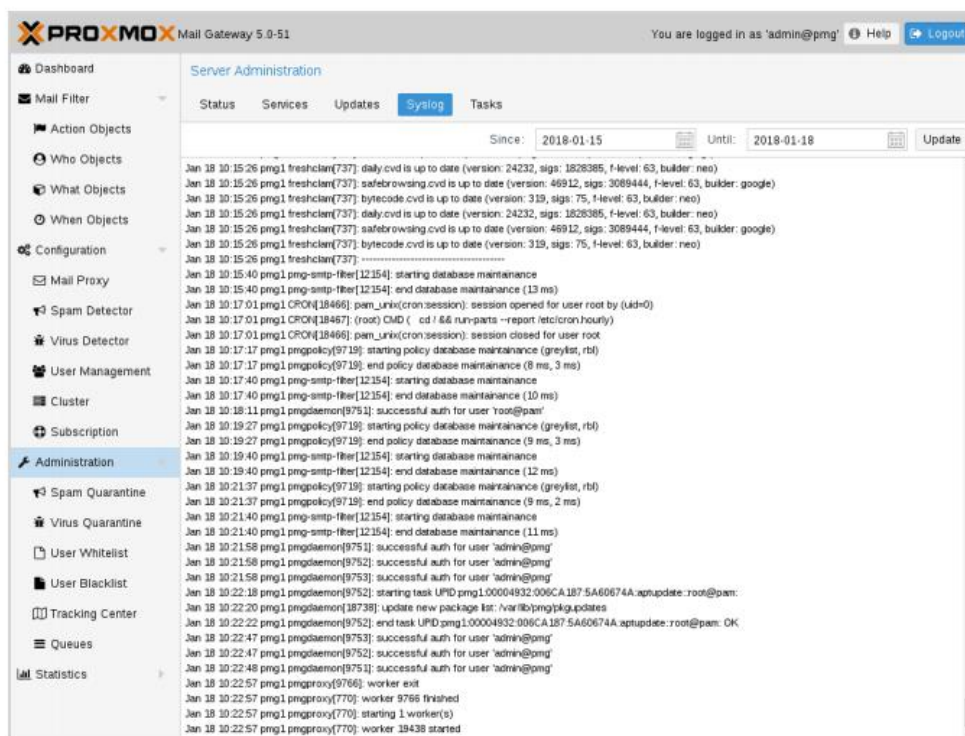 PROXMOX Mail Gateway 5.0-51 You are logged in as 'admin@pmg' Help Logout
Dashboard
Mail Filter
Action Objects
Who Objects
What Objects
When Objects
Configuration
Mail Proxy
Spam Detector
Virus Detector
User Management
Cluster
Subscription
Administration
Spam Quarantine
Virus Quarantine
User Whitelist
User Blacklist
Tracking Center
Queues
Statistics
Server Administration
Status Services Updates Syslog Tasks
Since: 2018-01-15 Until: 2018-01-18 Update
Jan 18 10:15:26 pmg1 freshclam[737]: daily.cvd is up to date (version: 24232, sigs: 1828385, f-level: 63, builder: neo)
Jan 18 10:15:26 pmg1 freshclam[737]: safebrowsing.cvd is up to date (version: 46912, sigs: 3089444, f-level: 63, builder: google)
Jan 18 10:15:26 pmg1 freshclam[737]: bytecode.cvd is up to date (version: 319, sigs: 75, f-level: 63, builder: neo)
Jan 18 10:15:26 pmg1 freshclam[737]: daily.cvd is up to date (version: 24232, sigs: 1828385, f-level: 63, builder: neo)
Jan 18 10:15:26 pmg1 freshclam[737]: safebrowsing.cvd is up to date (version: 46912, sigs: 3089444, f-level: 63, builder: google)
Jan 18 10:15:26 pmg1 freshclam[737]: bytecode.cvd is up to date (version: 319, sigs: 75, f-level: 63, builder: neo)
Jan 18 10:15:26 pmg1 freshclam[737]: --------------------------------------
Jan 18 10:15:40 pmg1 pmg-smtp-filter[12154]: starting database maintainance
Jan 18 10:15:40 pmg1 pmg-smtp-filter[12154]: end database maintainance (13 ms)
Jan 18 10:17:01 pmg1 CRON[18466]: pam_unix(cron:session): session opened for user root by (uid=0)
Jan 18 10:17:01 pmg1 CRON[18467]: (root) CMD ( cd / && run-parts --report /etc/cron.hourly)
Jan 18 10:17:01 pmg1 CRON[18466]: pam_unix(cron:session): session closed for user root
Jan 18 10:17:17 pmg1 pmgpolicy[9719]: starting policy database maintainance (greylist, rbl)
Jan 18 10:17:17 pmg1 pmgpolicy[9719]: end policy database maintainance (8 ms, 3 ms)
Jan 18 10:17:40 pmg1 pmg-smtp-filter[12154]: starting database maintainance
Jan 18 10:17:40 pmg1 pmg-smtp-filter[12154]: end database maintainance (10 ms)
Jan 18 10:18:11 pmg1 pmgdaemon[9751]: successful auth for user 'root@pam'
Jan 18 10:19:27 pmg1 pmgpolicy[9719]: starting policy database maintainance (greylist, rbl)
Jan 18 10:19:27 pmg1 pmgpolicy[9719]: end policy database maintainance (9 ms, 3 ms)
Jan 18 10:19:40 pmg1 pmg-smtp-filter[12154]: starting database maintainance
Jan 18 10:19:40 pmg1 pmg-smtp-filter[12154]: end database maintainance (12 ms)
Jan 18 10:21:37 pmg1 pmgpolicy[9719]: starting policy database maintainance (greylist, rbl)
Jan 18 10:21:37 pmg1 pmgpolicy[9719]: end policy database maintainance (9 ms, 2 ms)
Jan 18 10:21:40 pmg1 pmg-smtp-filter[12154]: starting database maintainance
Jan 18 10:21:40 pmg1 pmg-smtp-filter[12154]: end database maintainance (11 ms)
Jan 18 10:21:58 pmg1 pmgdaemon[9751]: successful auth for user 'admin@pmg'
Jan 18 10:21:58 pmg1 pmgdaemon[9752]: successful auth for user 'admin@pmg'
Jan 18 10:21:58 pmg1 pmgdaemon[9753]: successful auth for user 'admin@pmg'
Jan 18 10:22:18 pmg1 pmgdaemon[9752]: starting task UPID:pmg1:00004932:006CA187:5A60674A:aptupdate::root@pam:
Jan 18 10:22:20 pmg1 pmgdaemon[18738]: update new package list: /var/lib/pmg/pkgupdates
Jan 18 10:22:22 pmg1 pmgdaemon[9752]: end task UPID:pmg1:00004932:006CA187:5A60674A:aptupdate::root@pam: OK
Jan 18 10:22:47 pmg1 pmgdaemon[9753]: successful auth for user 'admin@pmg'
Jan 18 10:22:47 pmg1 pmgdaemon[9752]: successful auth for user 'admin@pmg'
Jan 18 10:22:48 pmg1 pmgdaemon[9751]: successful auth for user 'admin@pmg'
Jan 18 10:22:57 pmg1 pmgproxy[9766]: worker exit
Jan 18 10:22:57 pmg1 pmgproxy[770]: worker 9766 finished
Jan 18 10:22:57 pmg1 pmgproxy[770]: starting 1 worker(s)
Jan 18 10:22:57 pmg1 pmgproxy[770]: worker 19438 started